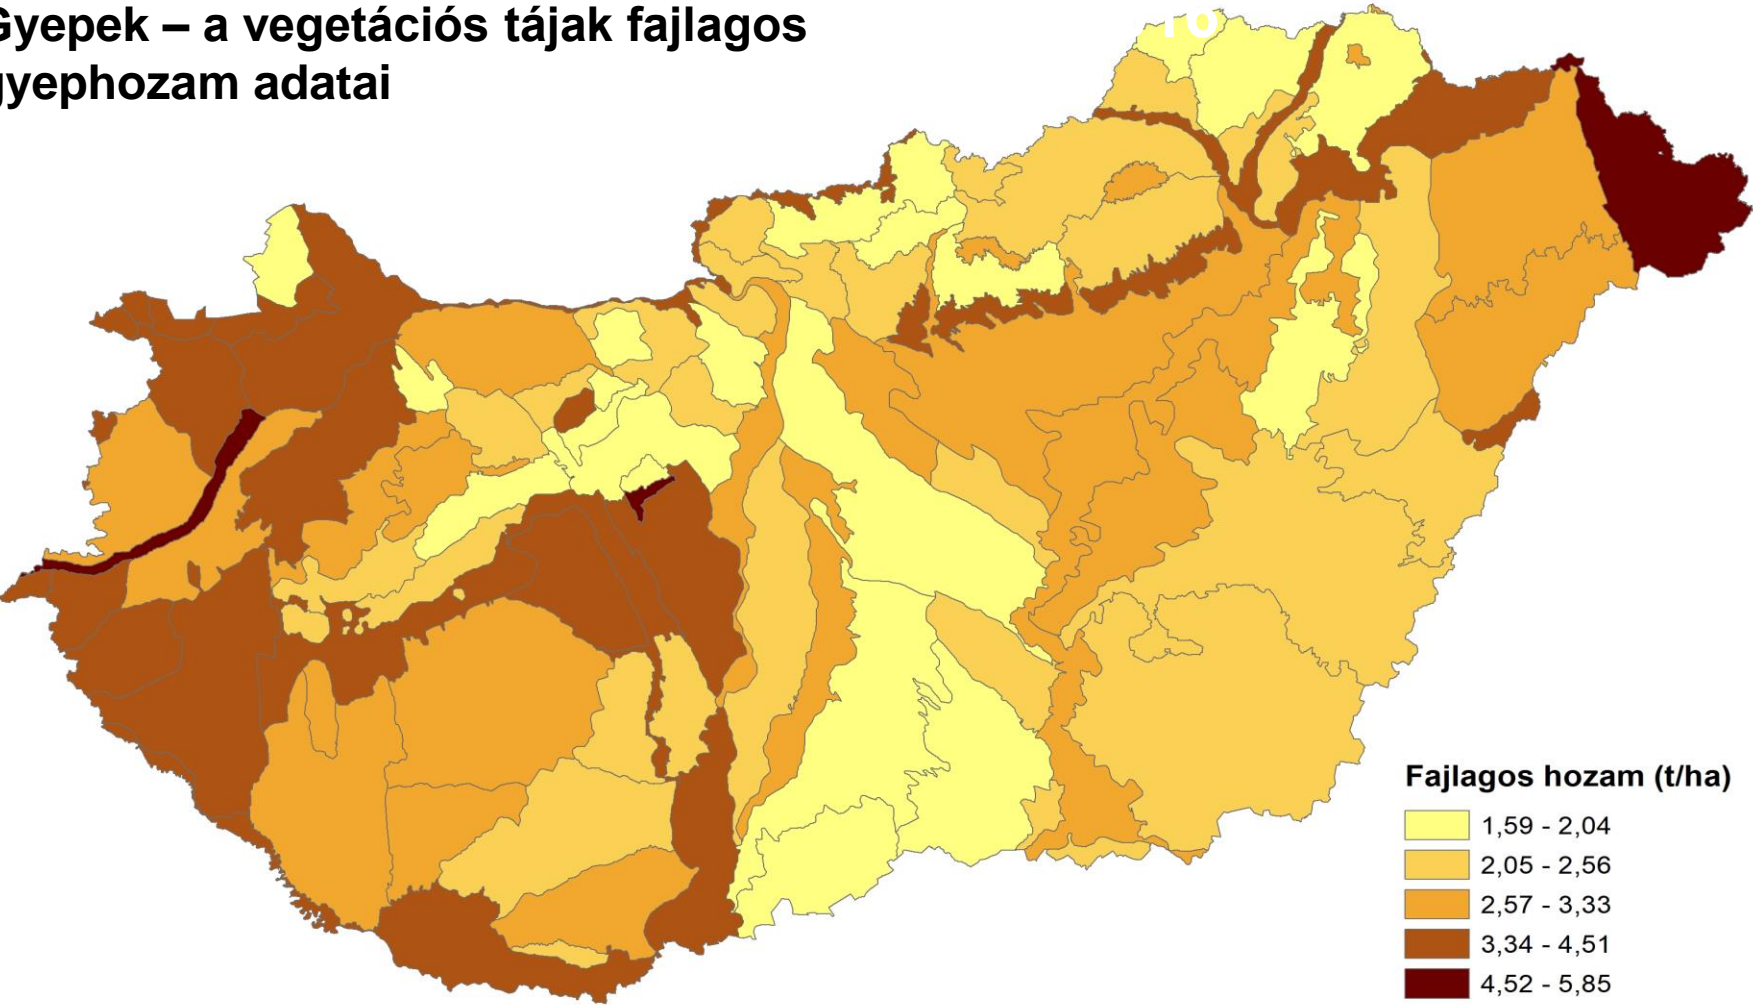 Gyepek – a vegetációs tájak fajlagos
gyephozam adatai
Fajlagos hozam (t/ha)
1,59 - 2,04
2,05 - 2,56
2,57 - 3,33
3,34 - 4,51
4,52 - 5,85